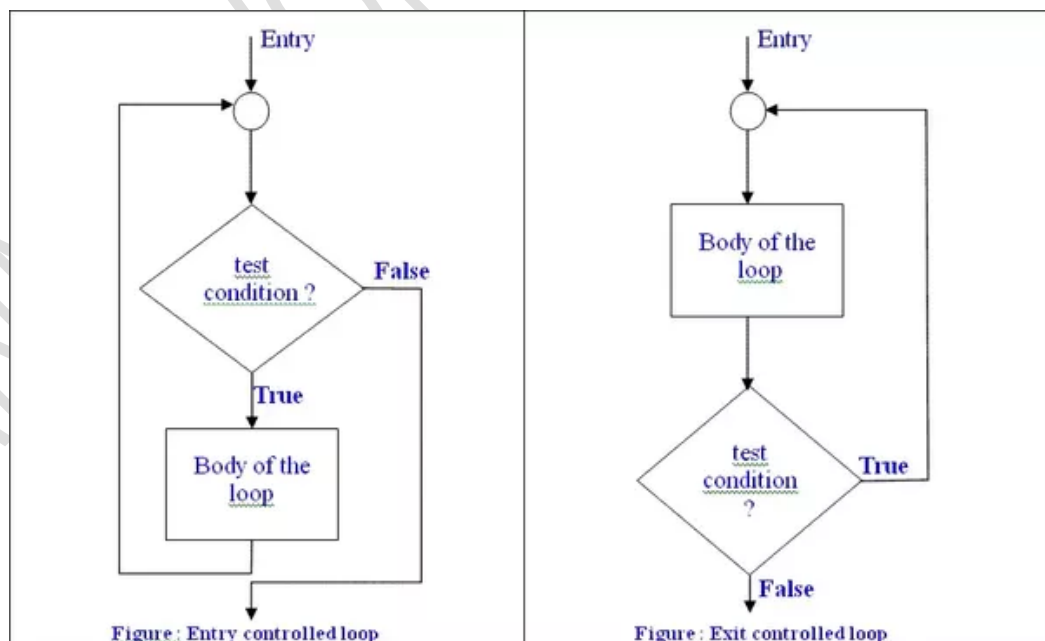 Entry
test
condition ?
False
True
Body of the
loop
Figure : Entry controlled loop
Entry
Body of the
loop
test
condition
?
True
False
Figure : Exit controlled loop